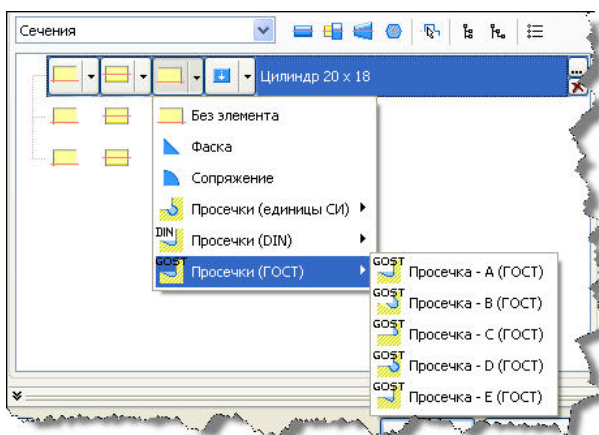 Сечения
Цилиндр 20 x 18
Без элемента
Фаска
Сопряжение
Просечки (единицы СИ)
DIN Просечки (DIN)
GOST Просечки (ГОСТ)
GOST Просечка - A (ГОСТ)
GOST Просечка - B (ГОСТ)
GOST Просечка - C (ГОСТ)
GOST Просечка - D (ГОСТ)
GOST Просечка - E (ГОСТ)